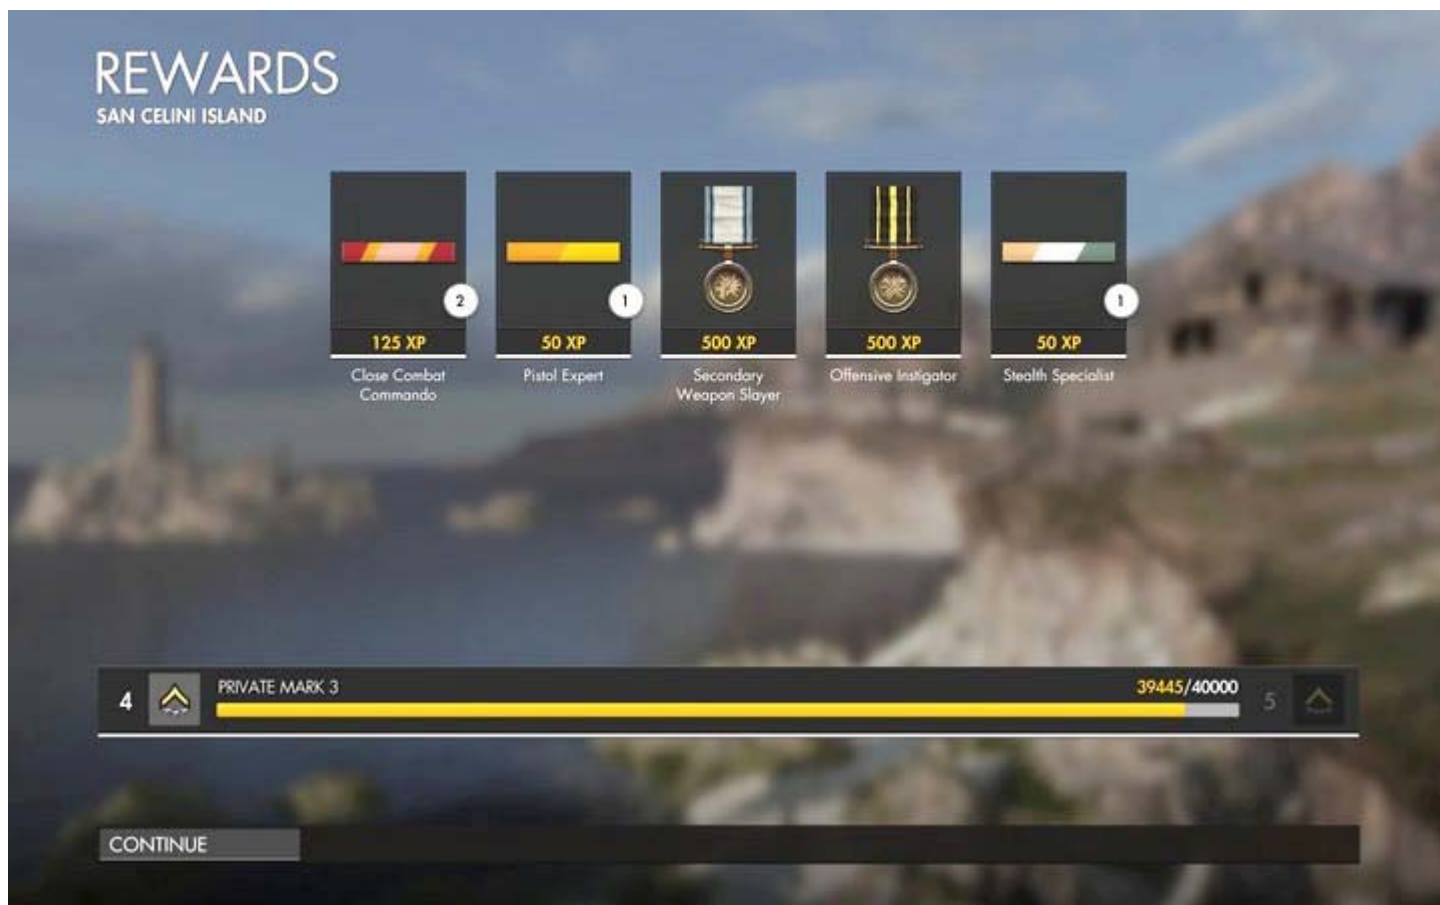 REWARDS
SAN CELINI ISLAND
2
125 XP
Close Combat
Commando
1
50 XP
Pistol Expert
500 XP
Secondary
Weapon Slayer
500 XP
Offensive Instigator
1
50 XP
Stealth Specialist
4
PRIVATE MARK 3
39445/40000
5
CONTINUE